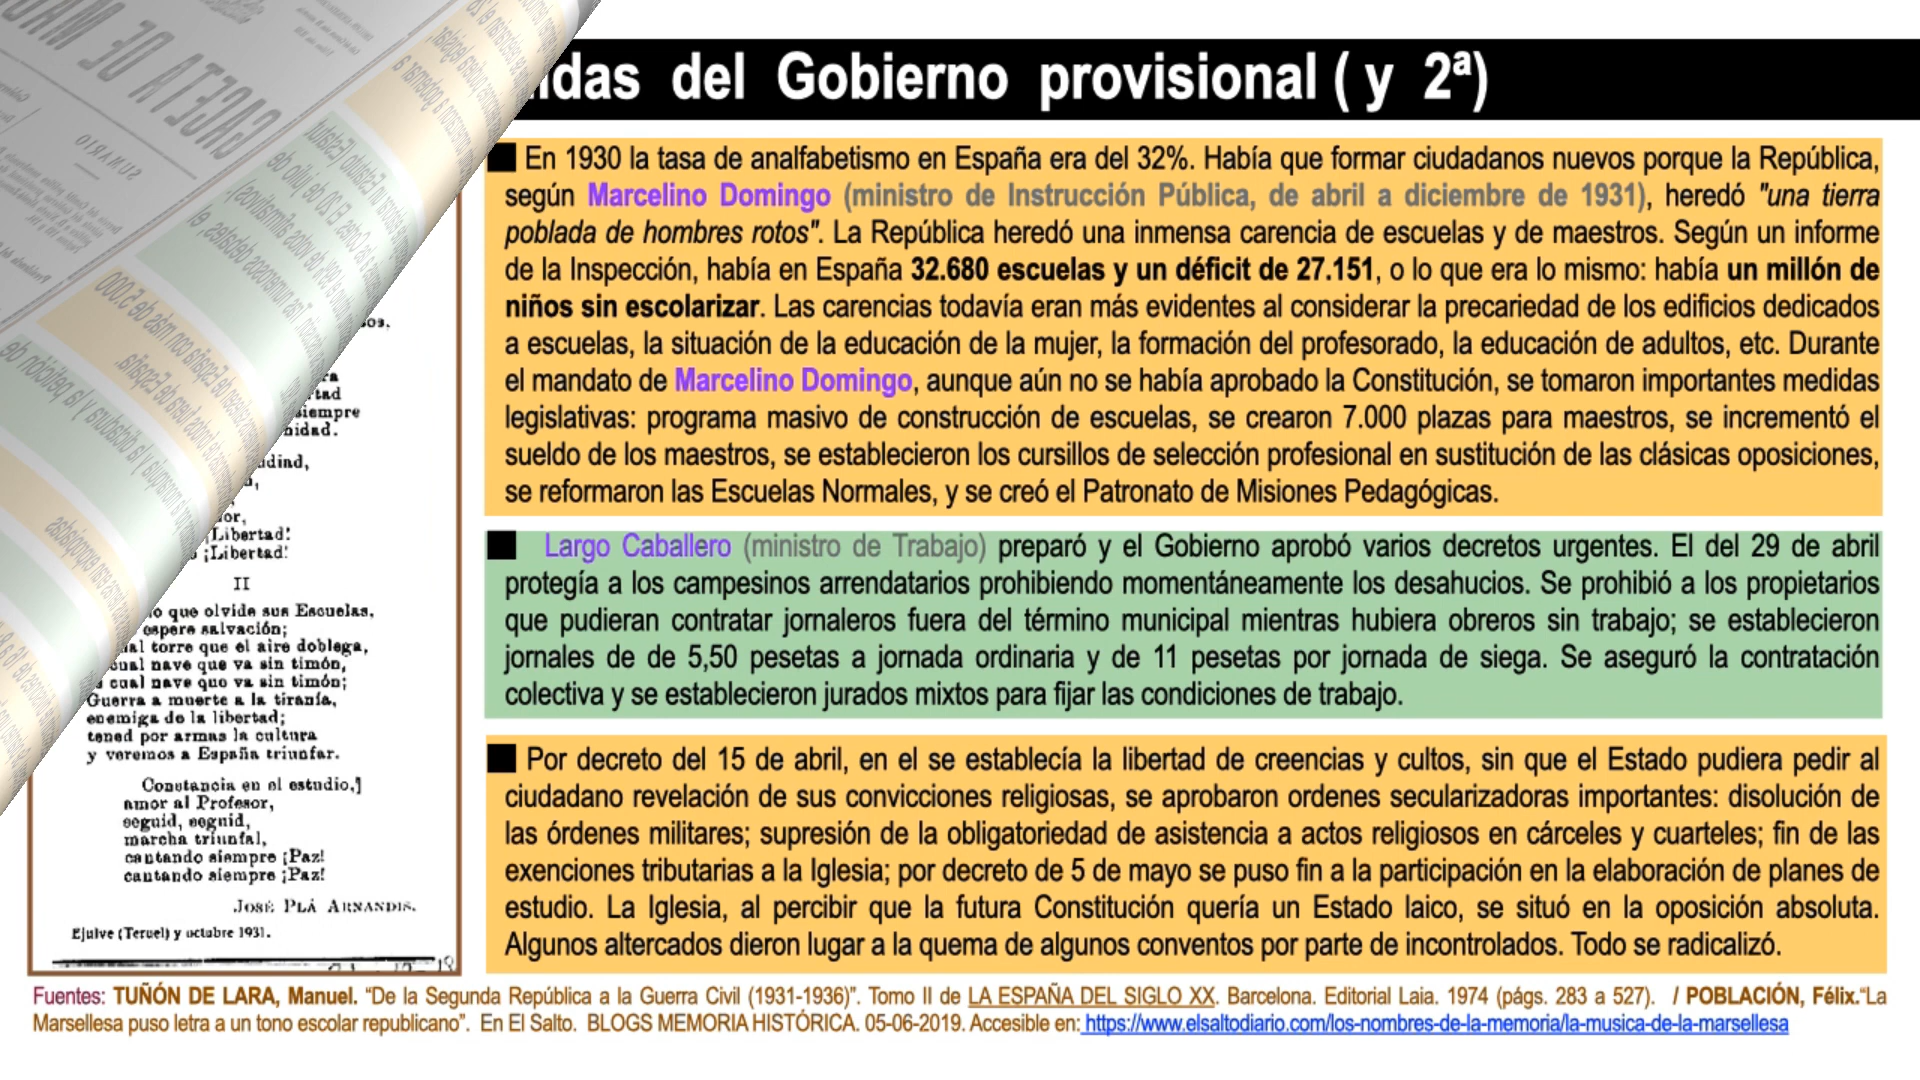 idas del Gobierno provisional ( y 2ª)
GACETA DE MAD
SUMARIO
sos.
ra
rtad
siempre
nidad.
udind,
or,
¡Libertad!
¡Libertad!
II
o que olvide sus Escuelas,
espere salvación;
al torre que el aire doblega,
cual nave que va sin timón,
cual nave que va sin timón;
Guerra a muerte a la tiranía,
enemiga de la libertad;
tened por armas la cultura
y veremos a España triunfar.
Constancia en el estudio,]
amor al Profesor,
seguid, seguid,
marcha triunfal,
cantando siempre ¡Paz!
cantando siempre ¡Paz!
JOSÉ PLÁ ARNANDIS.
Ejulve (Teruel) y octubre 1931.
En 1930 la tasa de analfabetismo en España era del 32%. Había que formar ciudadanos nuevos porque la República,
según Marcelino Domingo (ministro de Instrucción Pública, de abril a diciembre de 1931), heredó "una tierra
poblada de hombres rotos". La República heredó una inmensa carencia de escuelas y de maestros. Según un informe
de la Inspección, había en España 32.680 escuelas y un déficit de 27.151, o lo que era lo mismo: había un millón de
niños sin escolarizar. Las carencias todavía eran más evidentes al considerar la precariedad de los edificios dedicados
a escuelas, la situación de la educación de la mujer, la formación del profesorado, la educación de adultos, etc. Durante
el mandato de Marcelino Domingo, aunque aún no se había aprobado la Constitución, se tomaron importantes medidas
legislativas: programa masivo de construcción de escuelas, se crearon 7.000 plazas para maestros, se incrementó el
sueldo de los maestros, se establecieron los cursillos de selección profesional en sustitución de las clásicas oposiciones,
se reformaron las Escuelas Normales, y se creó el Patronato de Misiones Pedagógicas.
Largo Caballero (ministro de Trabajo) preparó y el Gobierno aprobó varios decretos urgentes. El del 29 de abril
protegía a los campesinos arrendatarios prohibiendo momentáneamente los desahucios. Se prohibió a los propietarios
que pudieran contratar jornaleros fuera del término municipal mientras hubiera obreros sin trabajo; se establecieron
jornales de de 5,50 pesetas a jornada ordinaria y de 11 pesetas por jornada de siega. Se aseguró la contratación
colectiva y se establecieron jurados mixtos para fijar las condiciones de trabajo.
Por decreto del 15 de abril, en el se establecía la libertad de creencias y cultos, sin que el Estado pudiera pedir al
ciudadano revelación de sus convicciones religiosas, se aprobaron ordenes secularizadoras importantes: disolución de
las órdenes militares; supresión de la obligatoriedad de asistencia a actos religiosos en cárceles y cuarteles; fin de las
exenciones tributarias a la Iglesia; por decreto de 5 de mayo se puso fin a la participación en la elaboración de planes de
estudio. La Iglesia, al percibir que la futura Constitución quería un Estado laico, se situó en la oposición absoluta.
Algunos altercados dieron lugar a la quema de algunos conventos por parte de incontrolados. Todo se radicalizó.
Fuentes: TUÑÓN DE LARA, Manuel. “De la Segunda República a la Guerra Civil (1931-1936)”. Tomo II de LA ESPAÑA DEL SIGLO XX. Barcelona. Editorial Laia. 1974 (págs. 283 a 527). / POBLACIÓN, Félix.“La
Marsellesa puso letra a un tono escolar republicano”. En El Salto. BLOGS MEMORIA HISTÓRICA. 05-06-2019. Accesible en: https://www.elsaltodiario.com/los-nombres-de-la-memoria/la-musica-de-la-marsellesa